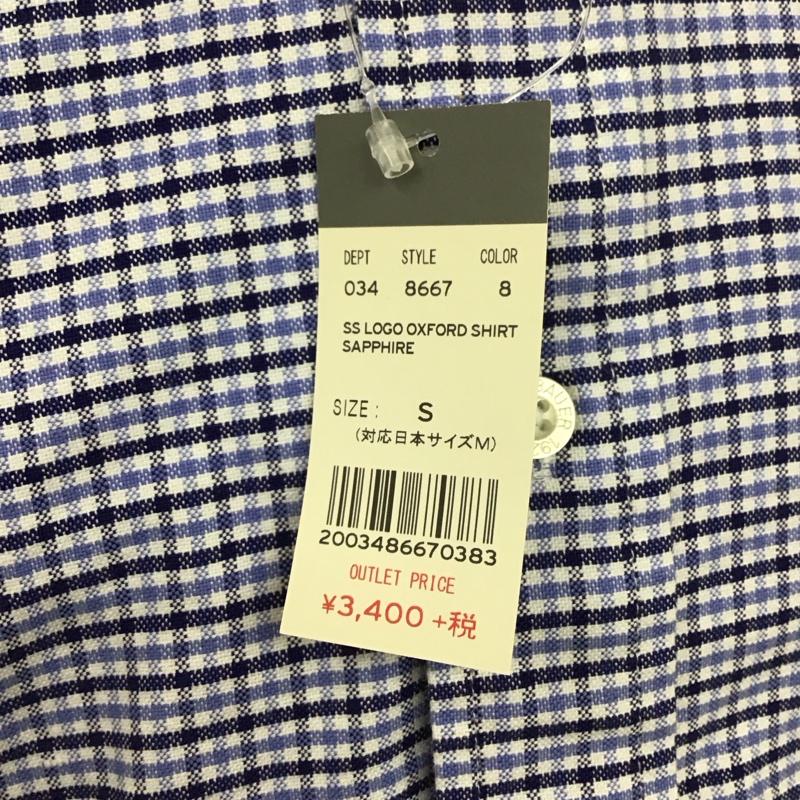 DEPT STYLE COLOR
034 8667 8
SS LOGO OXFORD SHIRT
SAPPHIRE
SIZE: S
(対応日本サイズM)
2003486670383
OUTLET PRICE
¥3,400 +税
BAUER